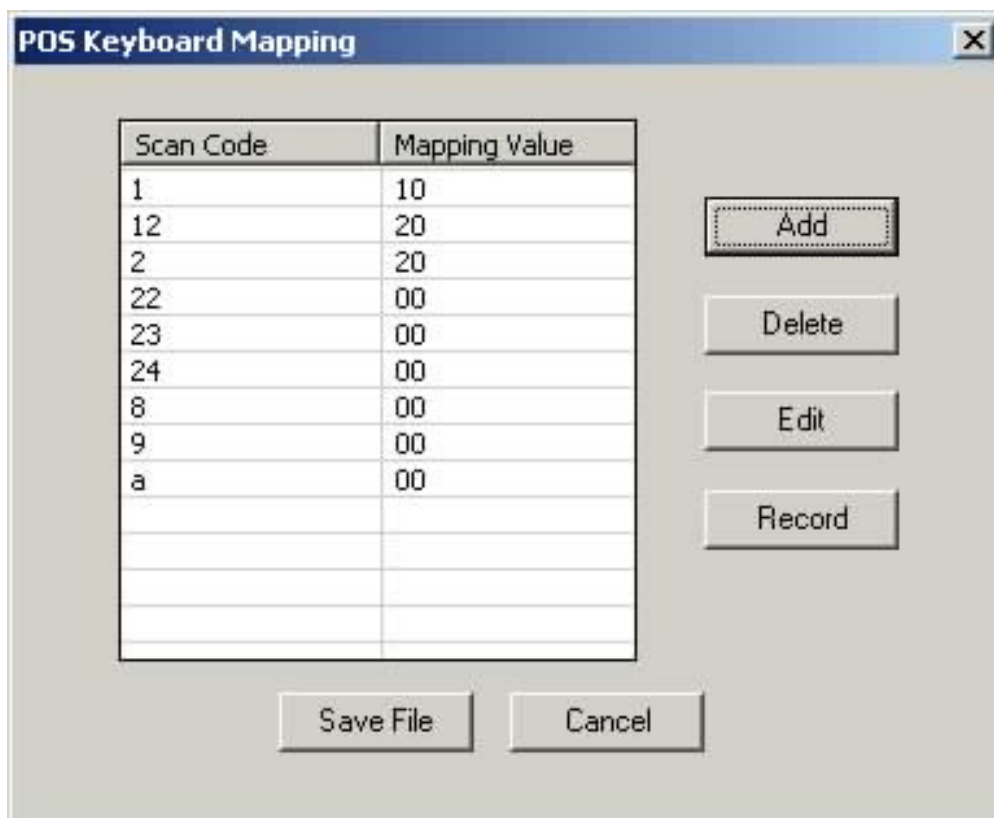 POS Keyboard Mapping
Scan Code Mapping Value
1 10
12 20
2 20
22 00
23 00
24 00
8 00
9 00
a 00
Add
Delete
Edit
Record
Save File Cancel